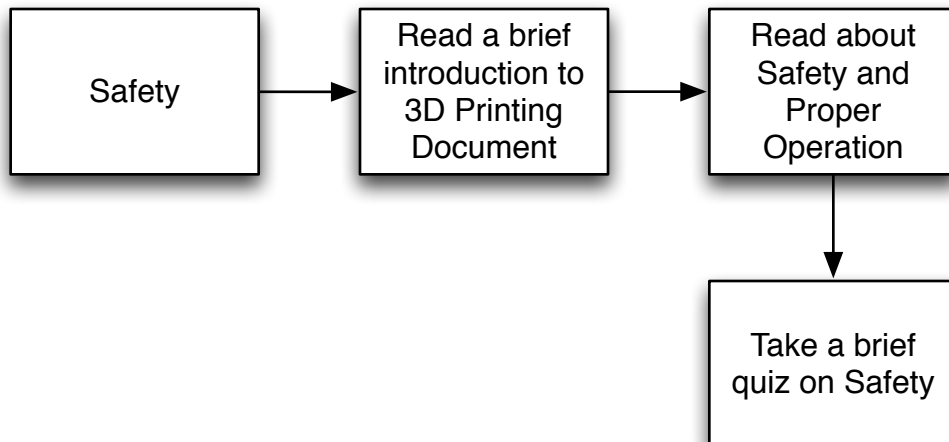 Safety
Read a brief
introduction to
3D Printing
Document
Read about
Safety and
Proper
Operation
Take a brief
quiz on Safety